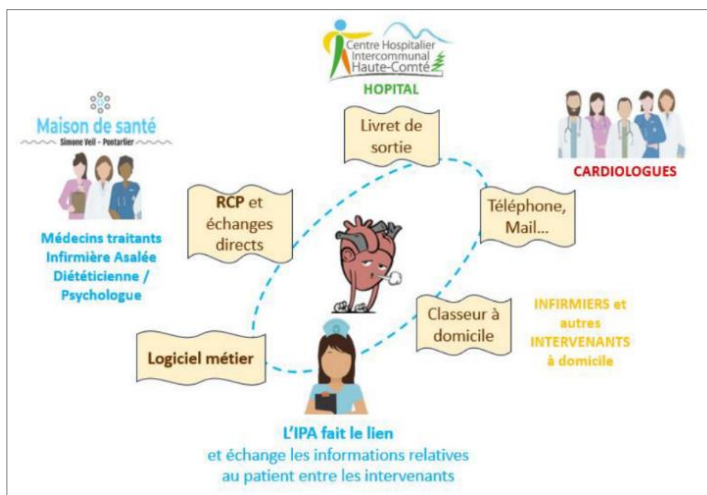 Centre Hospitalier
Intercommunal
Haute-Comté
HOPITAL
Maison de santé
Simone Veil - Pontarlier
Médecins traitants
Infirmière Asalée
Diététicienne /
Psychologue
RCP et
échanges
directs
Livret de
sortie
CARDIOLOGUES
Téléphone,
Mail...
Classeur à
domicile
INFIRMIERS et
autres
INTERVENANTS
à domicile
Logiciel métier
L'IPA fait le lien
et échange les informations relatives
au patient entre les intervenants